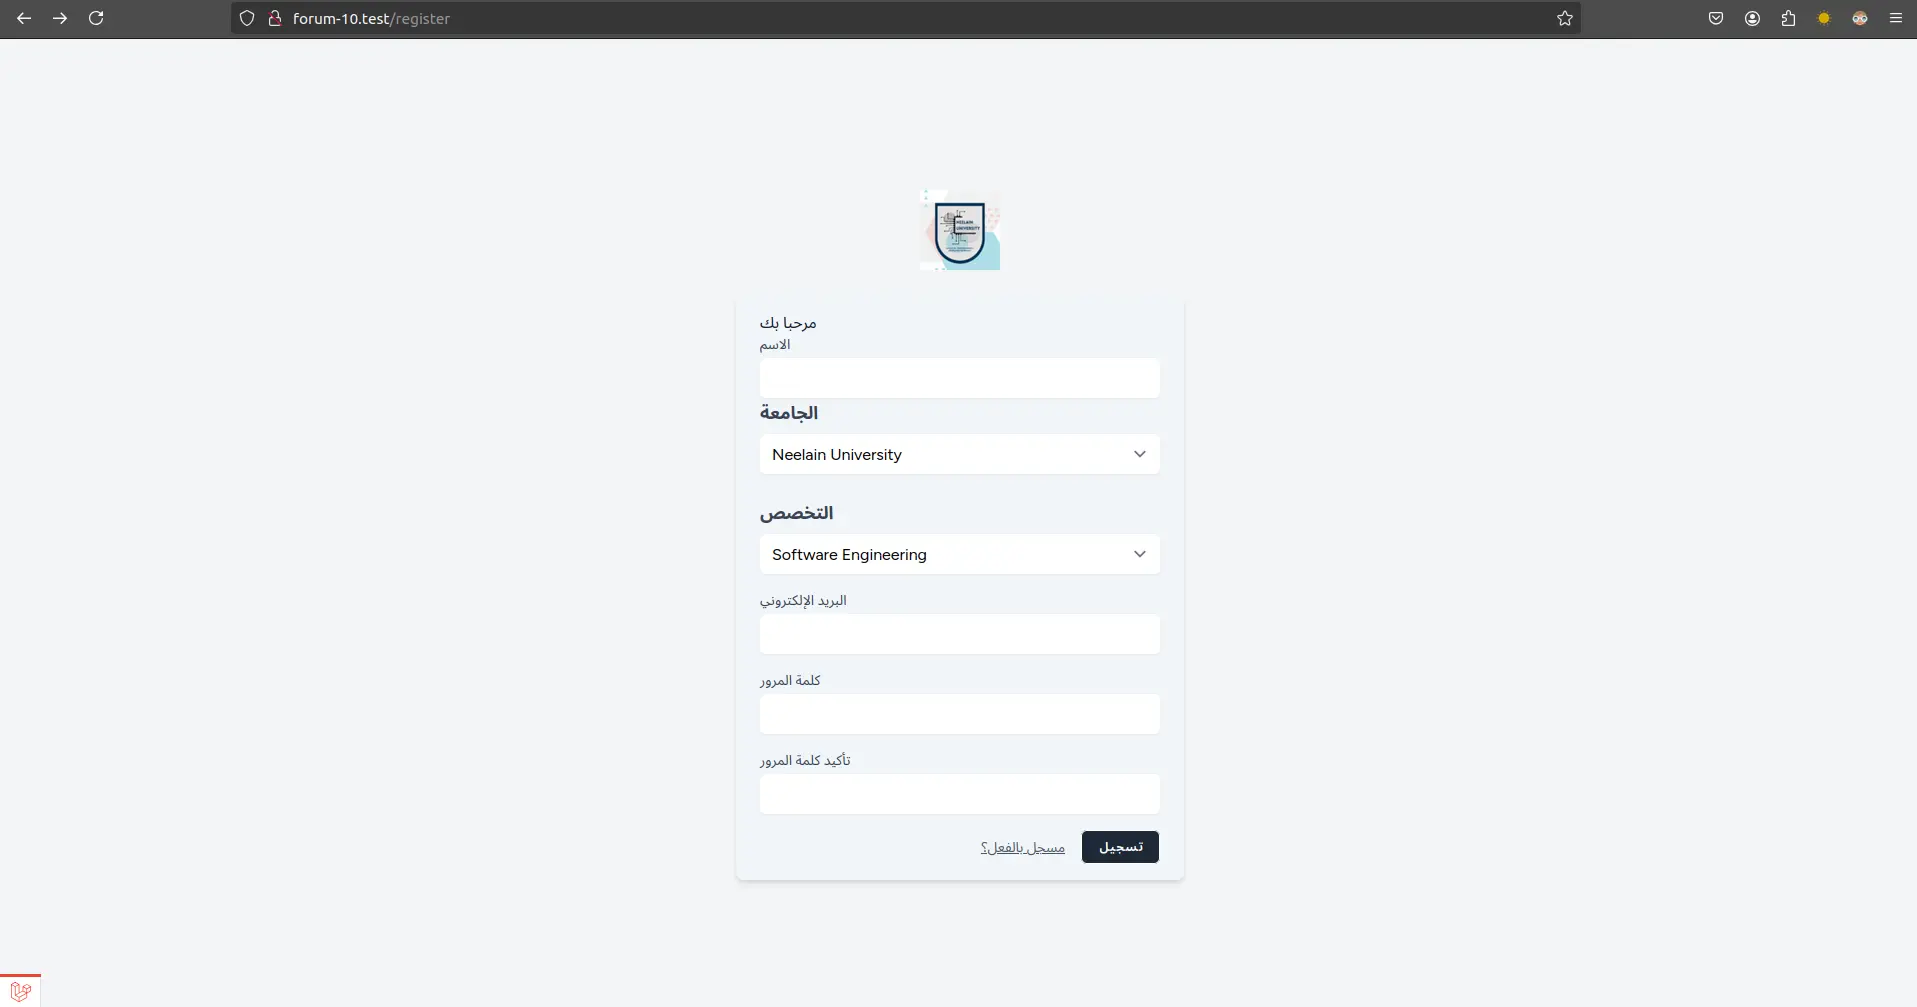 forum-10.test/register
NEELAIN
UNIVERSITY
مرحبا بك
الاسم
الجامعة
Neelain University
التخصص
Software Engineering
البريد الإلكتروني
كلمة المرور
تأكيد كلمة المرور
مسجل بالفعل؟
تسجيل